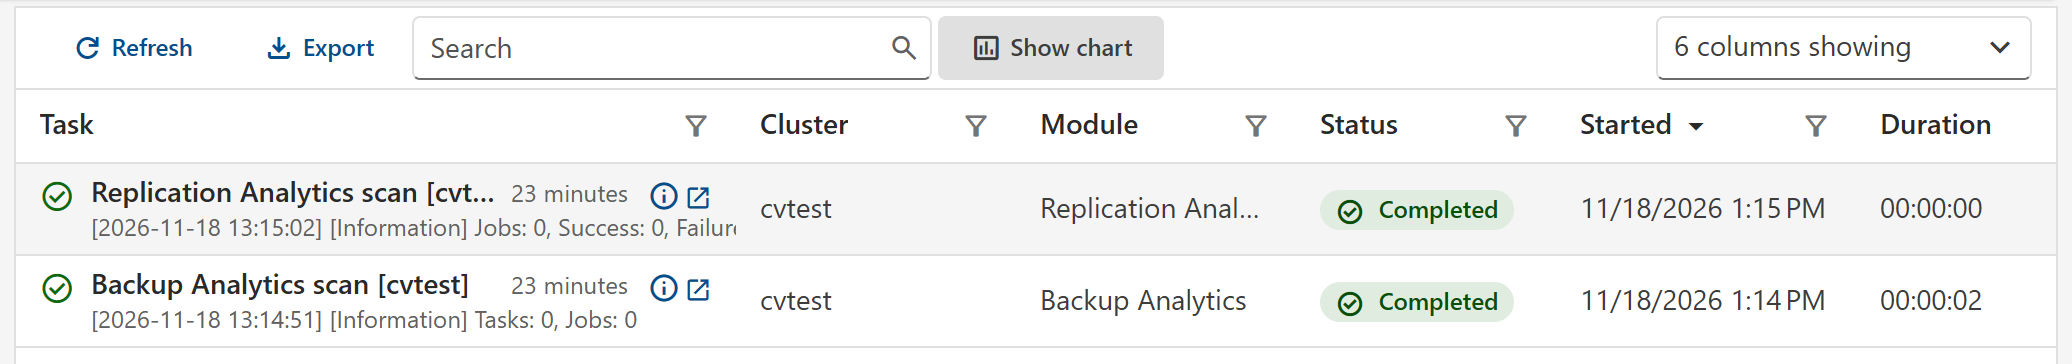 Refresh Export Search Show chart 6 columns showing
Task Cluster Module Status Started Duration
Replication Analytics scan [cvt... 23 minutes cvtest Replication Anal... Completed 11/18/2026 1:15 PM 00:00:00
[2026-11-18 13:15:02] [Information] Jobs: 0, Success: 0, Failure
Backup Analytics scan [cvtest] 23 minutes cvtest Backup Analytics Completed 11/18/2026 1:14 PM 00:00:02
[2026-11-18 13:14:51] [Information] Tasks: 0, Jobs: 0